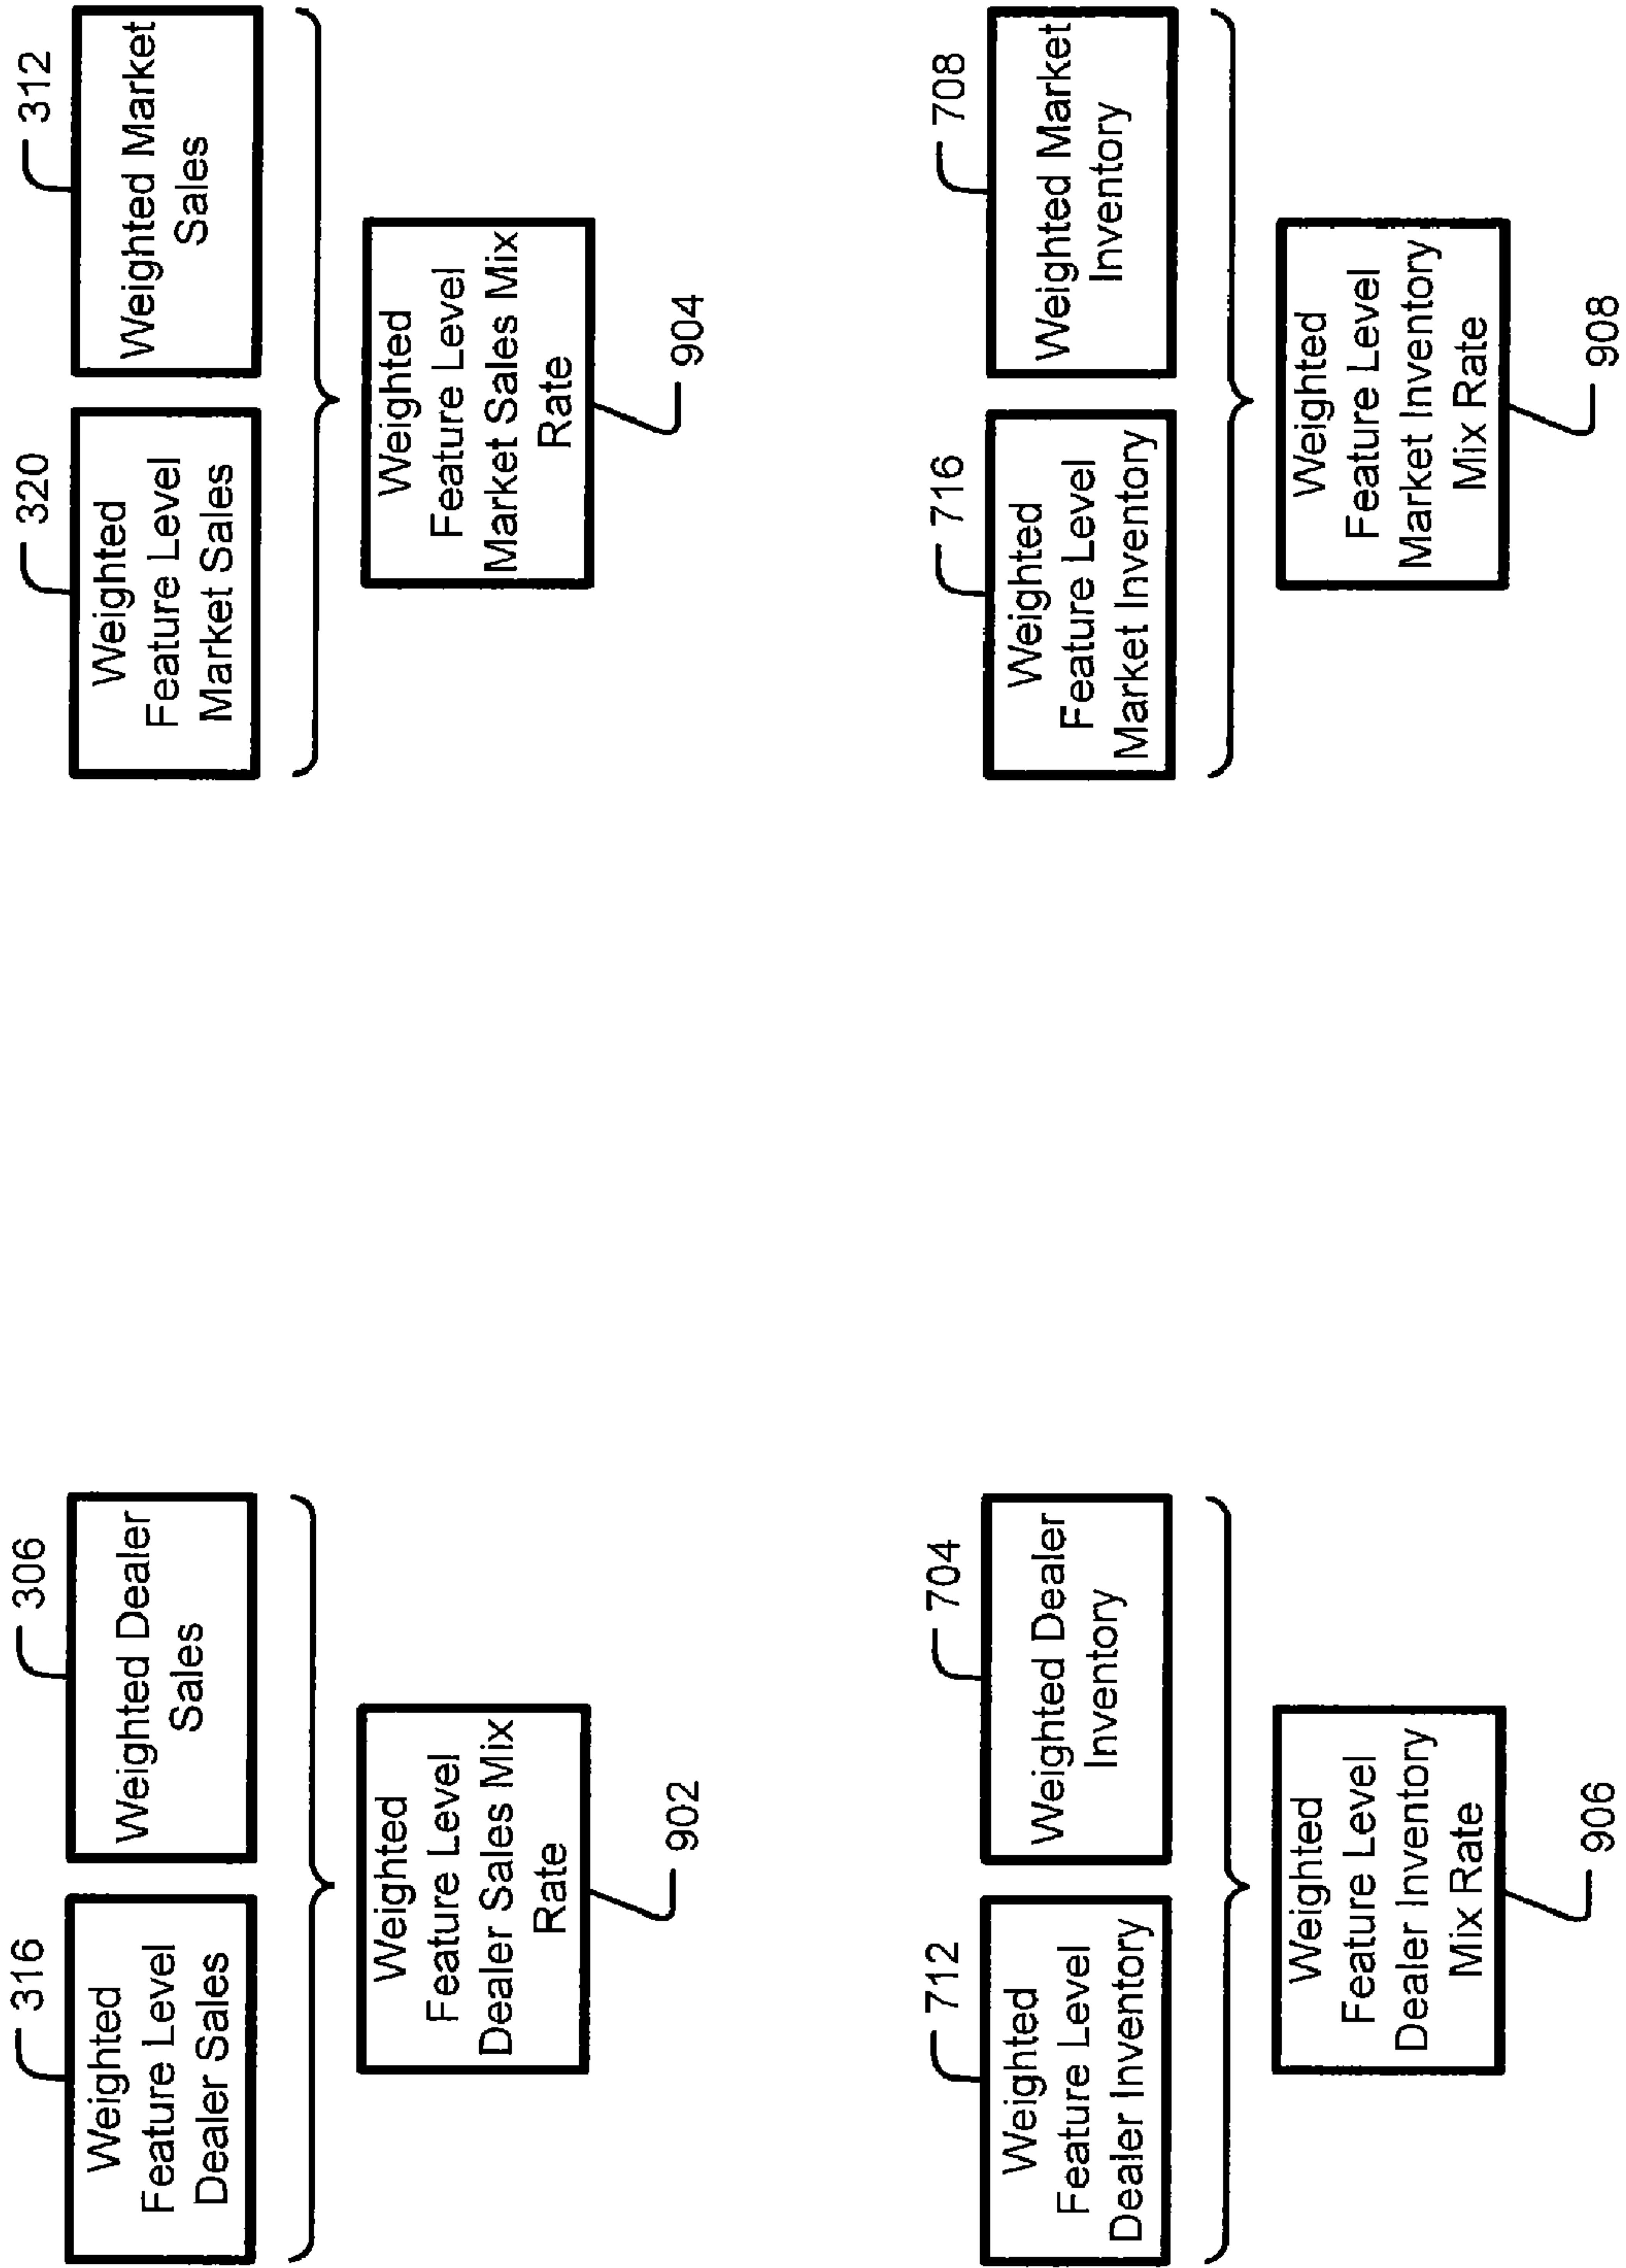 316
Weighted
Feature Level
Dealer Sales
306
Weighted Dealer
Sales
Weighted
Feature Level
Dealer Sales Mix
Rate
902
320
Weighted
Feature Level
Market Sales
312
Weighted Market
Sales
Weighted
Feature Level
Market Sales Mix
Rate
904
712
Weighted
Feature Level
Dealer Inventory
704
Weighted Dealer
Inventory
Weighted
Feature Level
Dealer Inventory
Mix Rate
906
716
Weighted
Feature Level
Market Inventory
708
Weighted Market
Inventory
Weighted
Feature Level
Market Inventory
Mix Rate
908